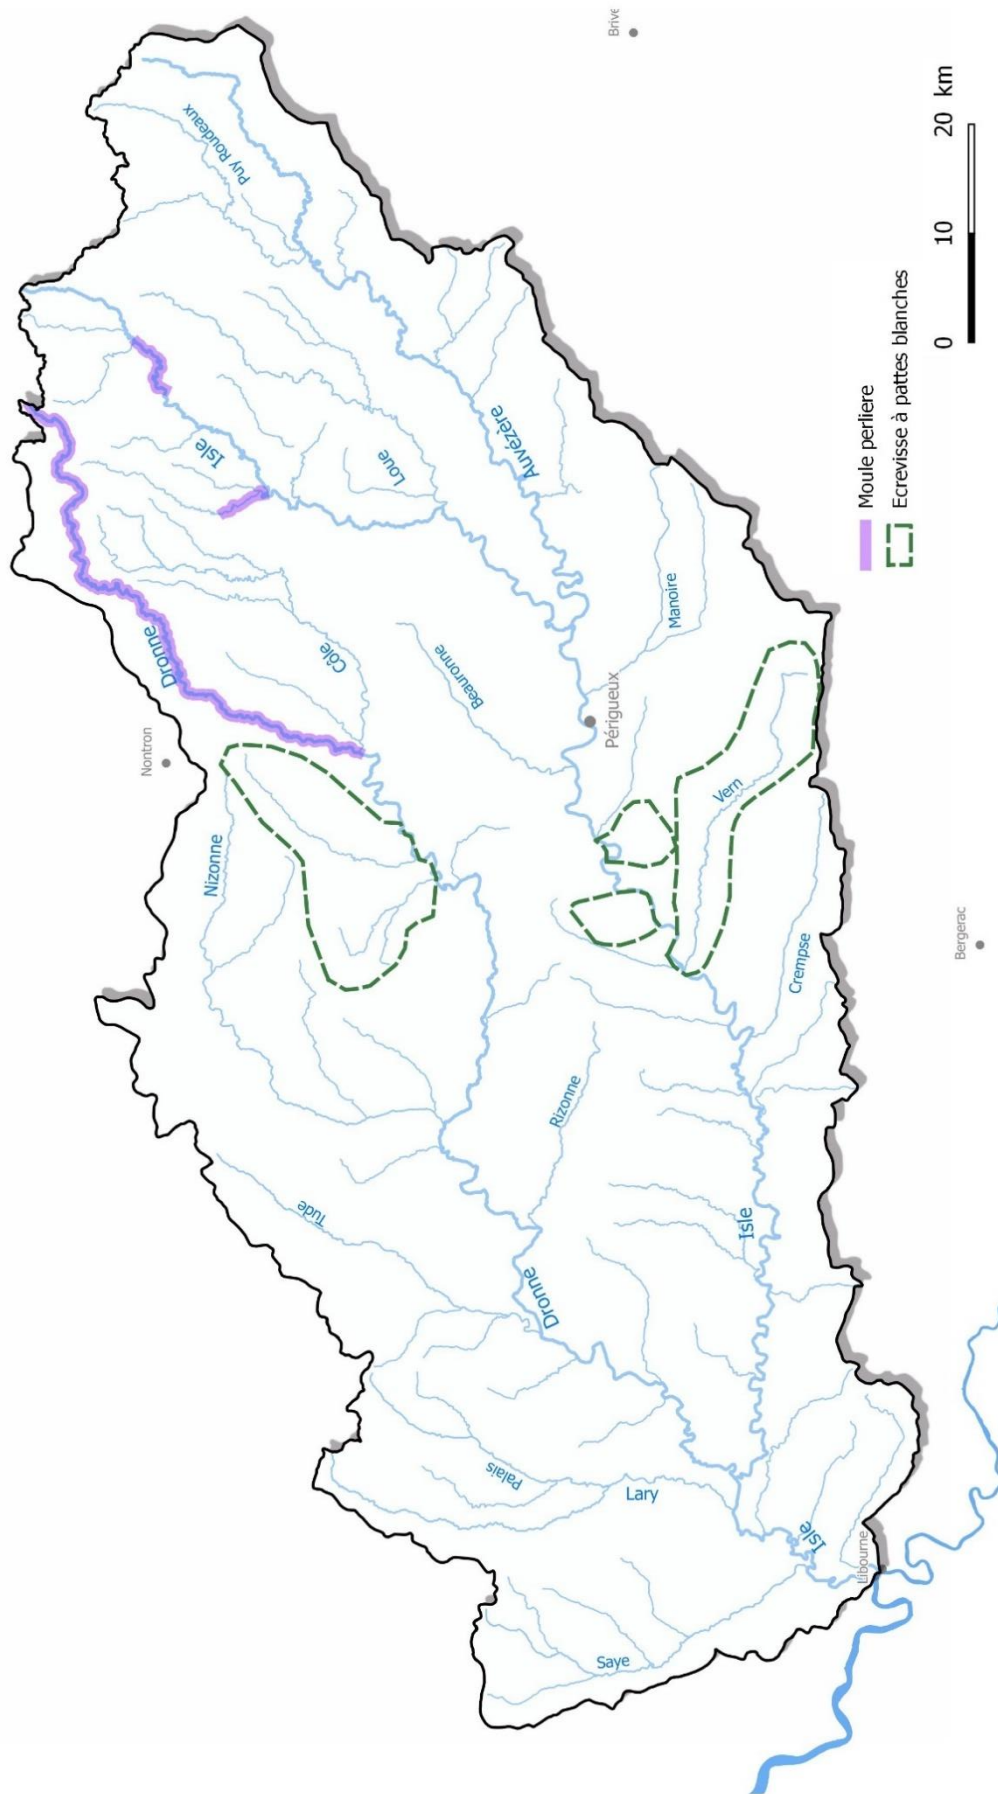 Nontron
Dronne
Puy Roudeaux
Isle
Nizonne
Tude
Côle
Loue
Beauronne
Palais
Auvézère
Dronne
Rizonne
Périgueux
Brive
Saye
Lary
Manoire
Vern
Isle
Crempse
Isle
Libourne
Moule perliere
Ecrevisse à pattes blanches
0 10 20 km
Bergerac